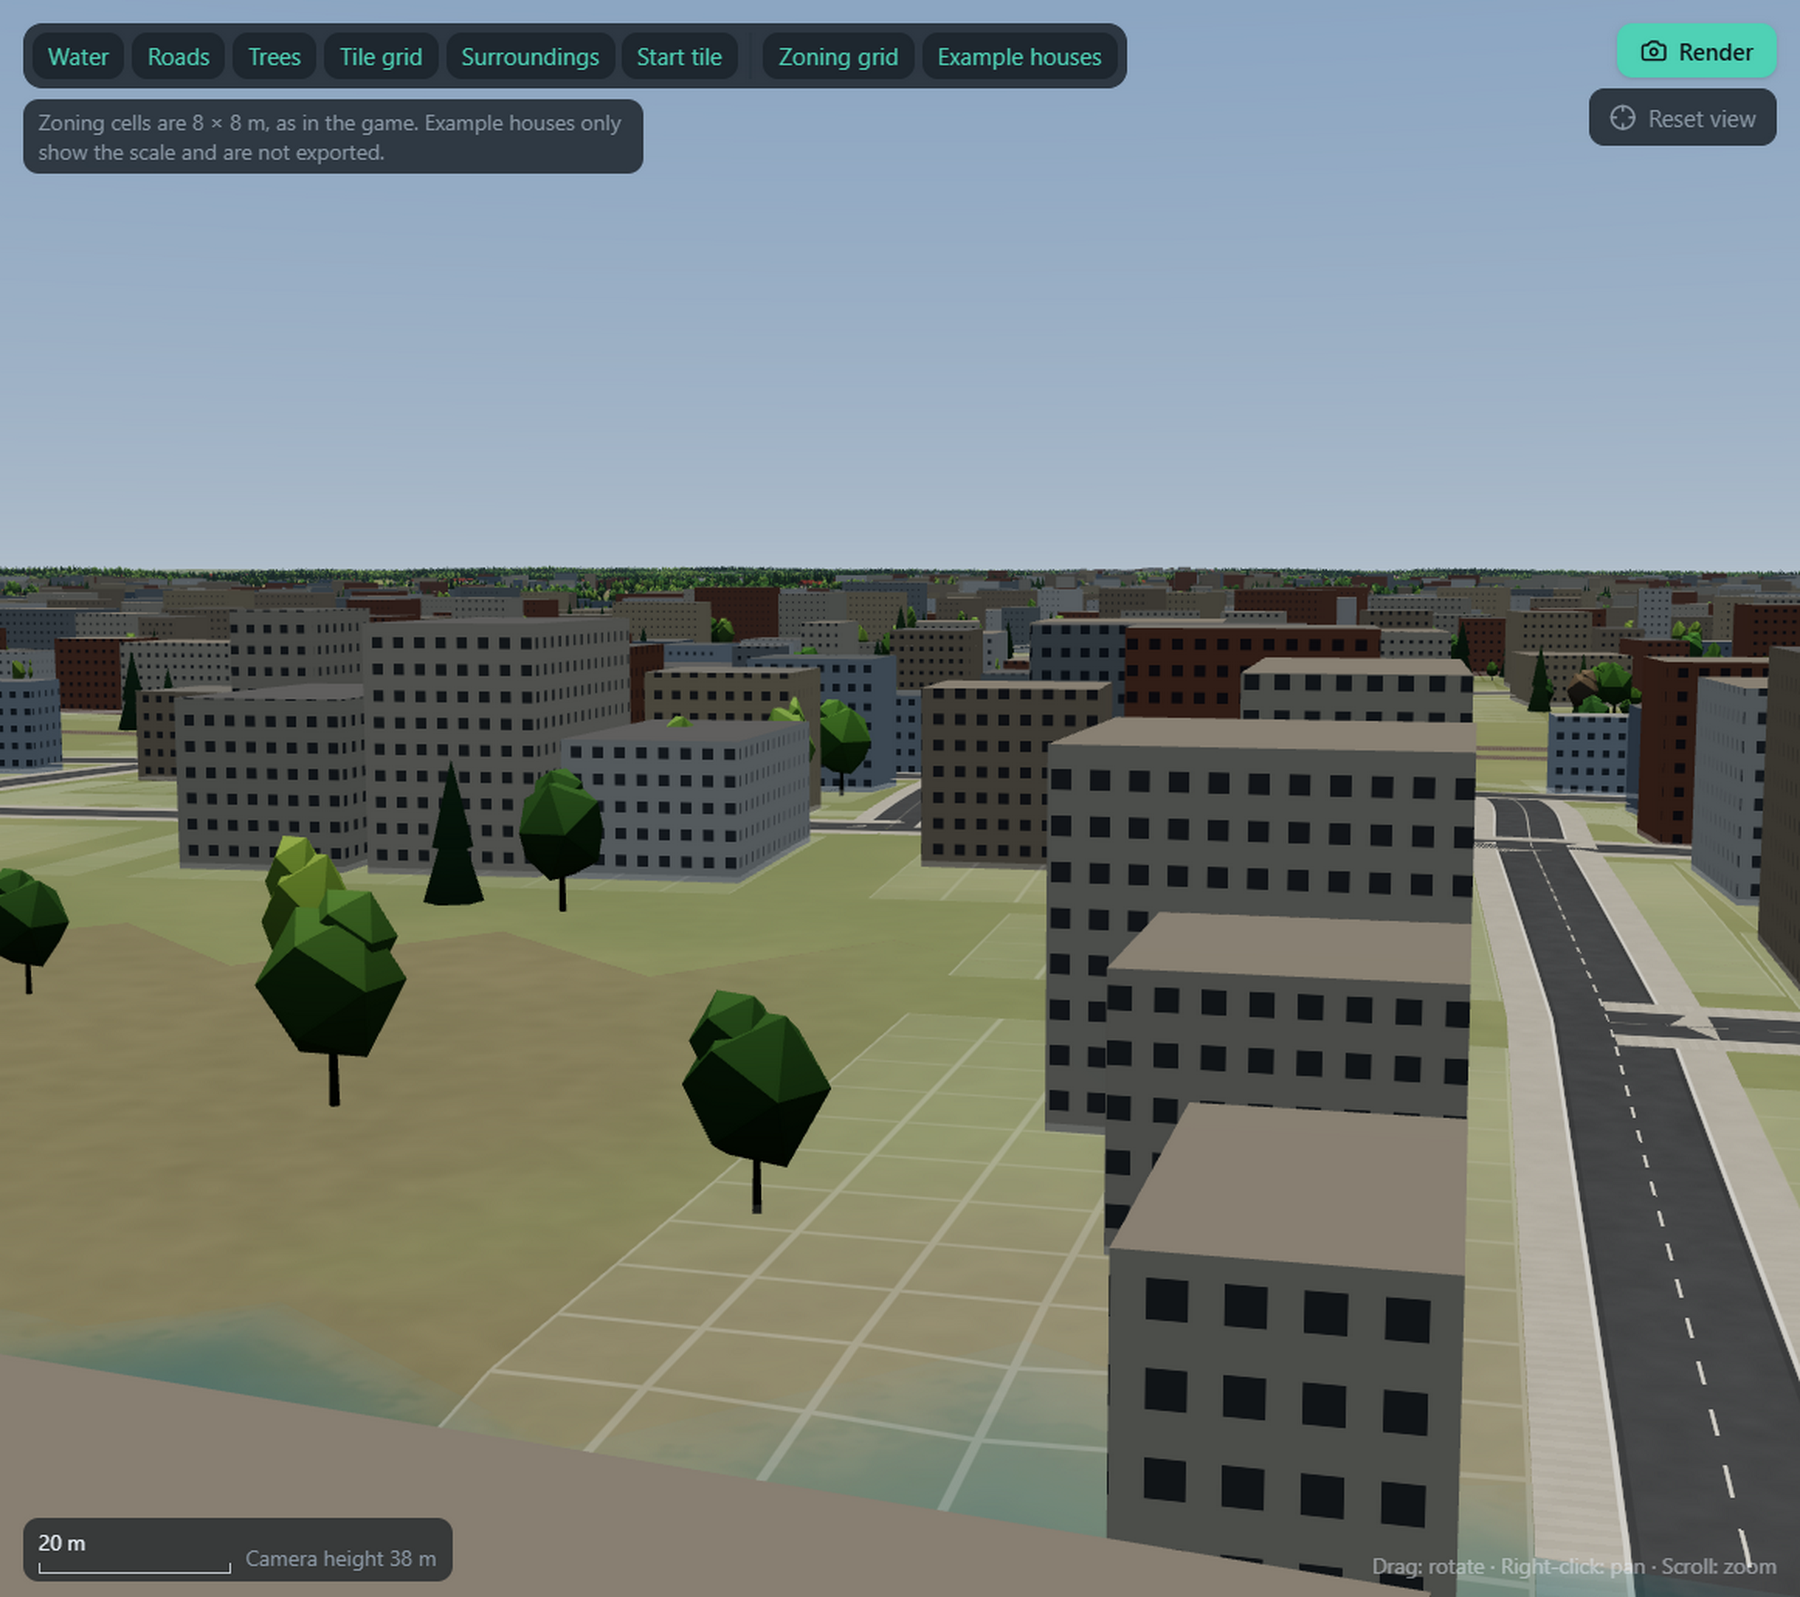 Water Roads Trees Tile grid Surroundings Start tile Zoning grid Example houses
Render
Zoning cells are 8 × 8 m, as in the game. Example houses only
show the scale and are not exported.
Reset view
20 m
Camera height 38 m
Drag: rotate · Right-click: pan · Scroll: zoom